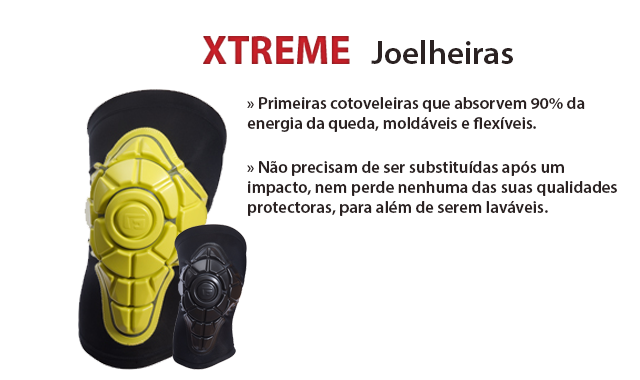 XTREME Joelheiras
» Primeiras cotoveleiras que absorvem 90% da
energia da queda, moldáveis e flexíveis.
» Não precisam de ser substituídas após um
impacto, nem perde nenhuma das suas qualidades
protectoras, para além de serem laváveis.